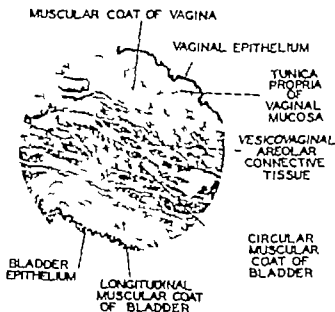 MUSCULAR COAT OF VAGINA
VAGINAL EPITHELIUM
TUNICA
PROPRIA
OF
VAGINAL
MUCOSA
VESICOVAGINAL
AREOLAR
CONNECTIVE
TISSUE
CIRCULAR
MUSCULAR
COAT OF
BLADDER
BLADDER
EPITHELIUM
LONGITUDINAL
MUSCULAR COAT
OF BLADDER